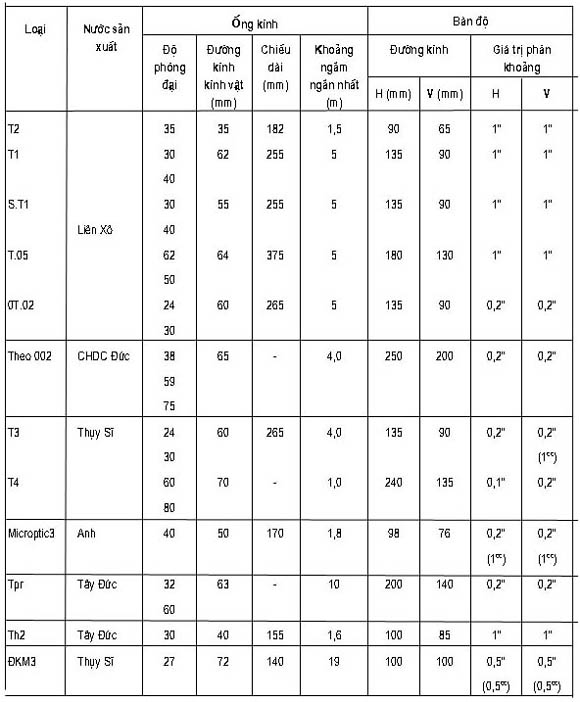 Loại Nước sản xuất Ống kính Bàn độ
Độ phóng đại Đường kính kính vật (mm) Chiều dài (mm) Khoảng ngắm ngắn nhất (m) Đường kính Giá trị phân khoảng
H (mm) V (mm) H V
T2 35 35 182 1,5 90 65 1" 1"
T1 30 62 255 5 135 90 1" 1"
40
S.T1 30 55 255 5 135 90 1" 1"
Liên Xô 40
T.05 62 64 375 5 180 130 1" 1"
50
0T.02 24 60 265 5 135 90 0,2" 0,2"
30
Theo 002 CHDC Đức 38 65 - 4,0 250 200 0,2" 0,2"
59
75
T3 Thụy Sĩ 24 60 265 4,0 135 90 0,2" 0,2"
30 (1ᶜᶜ)
T4 60 70 - 1,0 240 135 0,1" 0,2"
80
Microptic3 Anh 40 50 170 1,8 98 76 0,2" 0,2"
(1ᶜᶜ) (1ᶜᶜ)
Tpr Tây Đức 32 63 - 10 200 140 0,2" 0,2"
60
Th2 Tây Đức 30 40 155 1,6 100 85 1" 1"
ĐKM3 Thụy Sĩ 27 72 140 19 100 100 0,5" 0,5"
(0,5ᶜᶜ) (0,5ᶜᶜ)